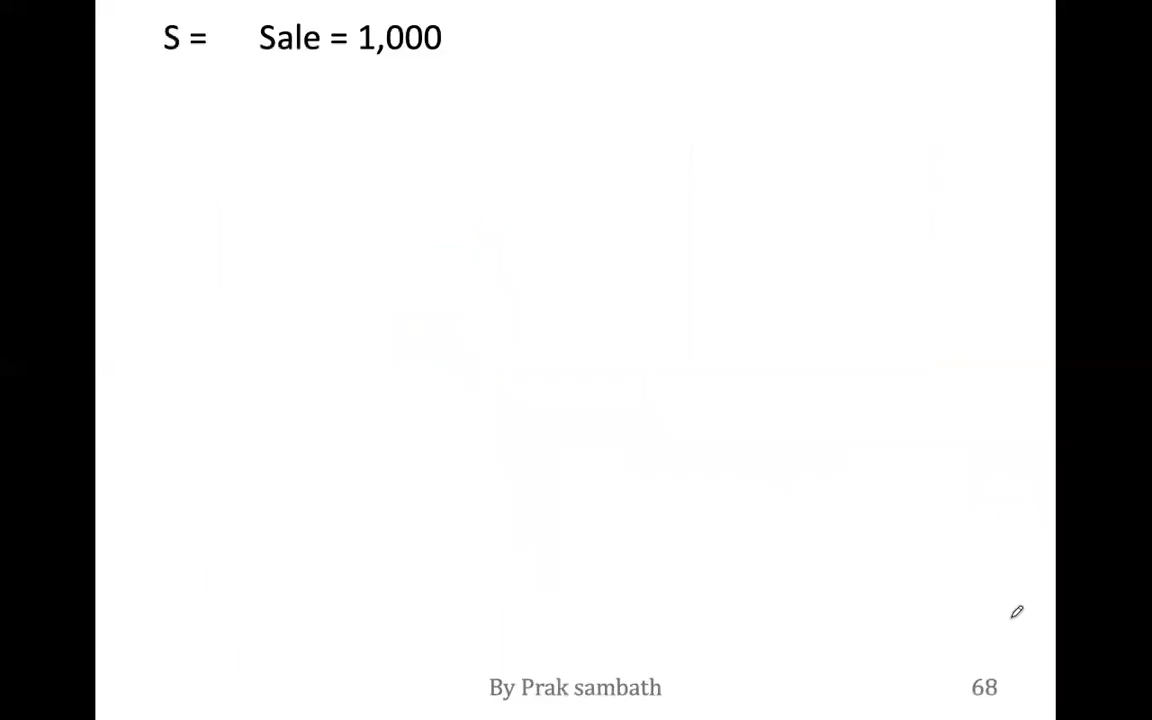 S = Sale = 1,000
By Prak sambath
68